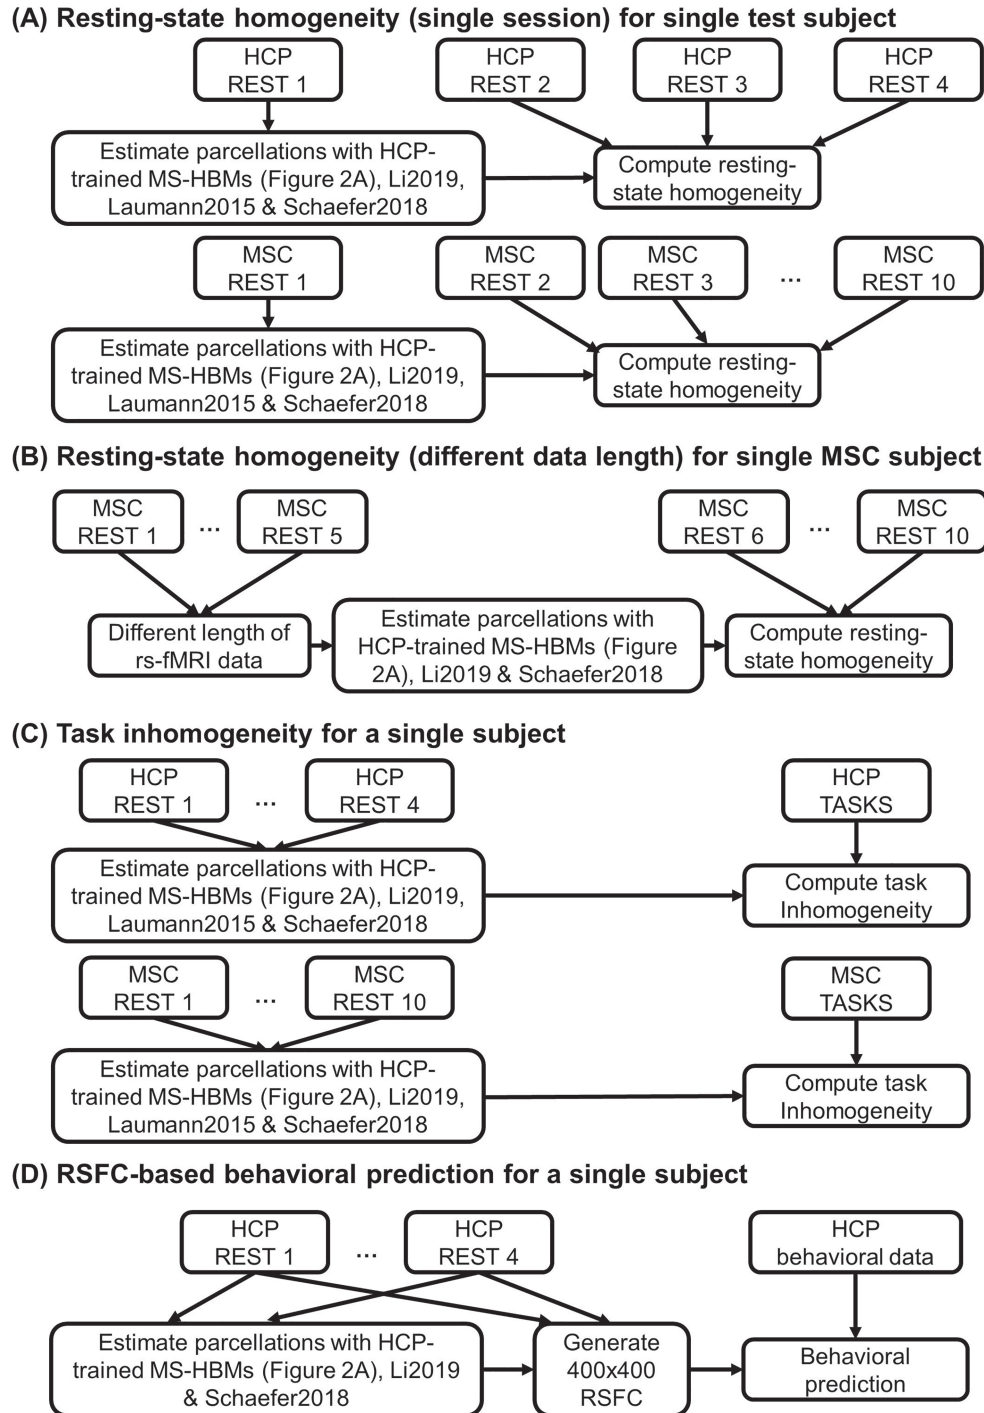 (A) Resting-state homogeneity (single session) for single test subject
HCP
REST 1
HCP
REST 2
HCP
REST 3
HCP
REST 4
Estimate parcellations with HCP-
trained MS-HBMs (Figure 2A), Li2019,
Laumann2015 & Schaefer2018
Compute resting-
state homogeneity
MSC
REST 1
MSC
REST 2
MSC
REST 3
...
MSC
REST 10
Estimate parcellations with HCP-
trained MS-HBMs (Figure 2A), Li2019,
Laumann2015 & Schaefer2018
Compute resting-
state homogeneity
(B) Resting-state homogeneity (different data length) for single MSC subject
MSC
REST 1
...
MSC
REST 5
MSC
REST 6
...
MSC
REST 10
Different length of
rs-fMRI data
Estimate parcellations with
HCP-trained MS-HBMs (Figure
2A), Li2019 & Schaefer2018
Compute resting-
state homogeneity
(C) Task inhomogeneity for a single subject
HCP
REST 1
...
HCP
REST 4
HCP
TASKS
Estimate parcellations with HCP-
trained MS-HBMs (Figure 2A), Li2019,
Laumann2015 & Schaefer2018
Compute task
Inhomogeneity
MSC
REST 1
...
MSC
REST 10
MSC
TASKS
Estimate parcellations with HCP-
trained MS-HBMs (Figure 2A), Li2019,
Laumann2015 & Schaefer2018
Compute task
Inhomogeneity
(D) RSFC-based behavioral prediction for a single subject
HCP
REST 1
...
HCP
REST 4
HCP
behavioral data
Estimate parcellations with HCP-
trained MS-HBMs (Figure 2A), Li2019
& Schaefer2018
Generate
400x400
RSFC
Behavioral
prediction